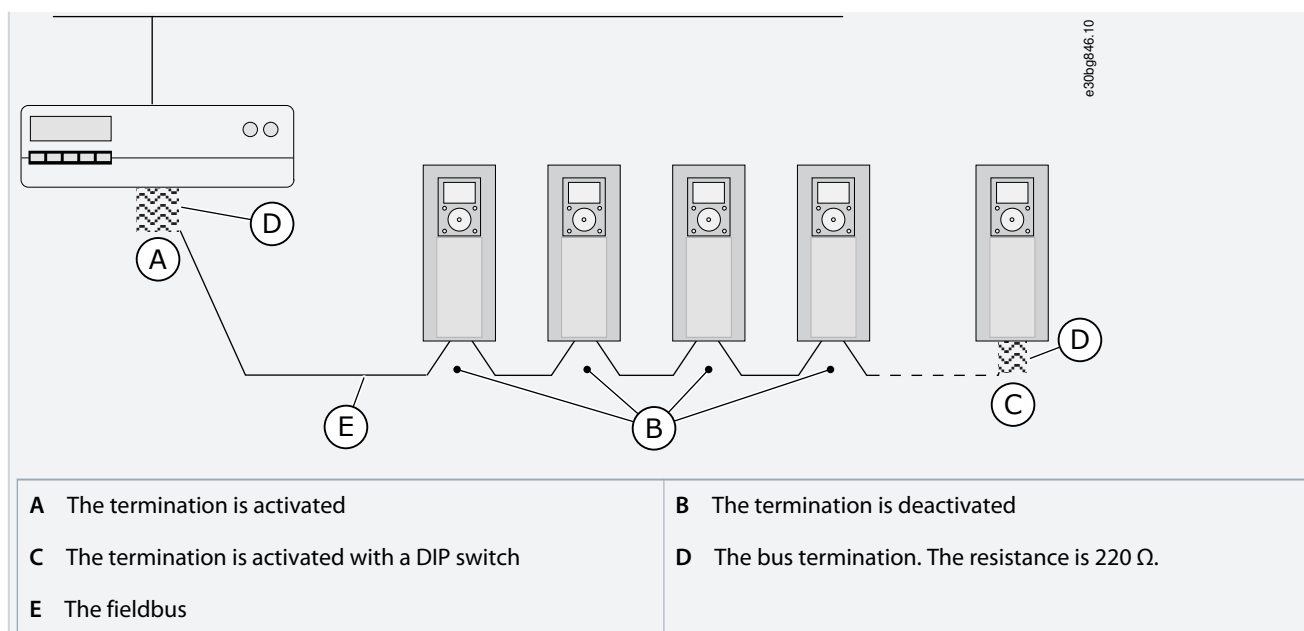 e30bg846.10
D
A
D
E
B
C
A The termination is activated
B The termination is deactivated
C The termination is activated with a DIP switch
D The bus termination. The resistance is 220 Ω.
E The fieldbus